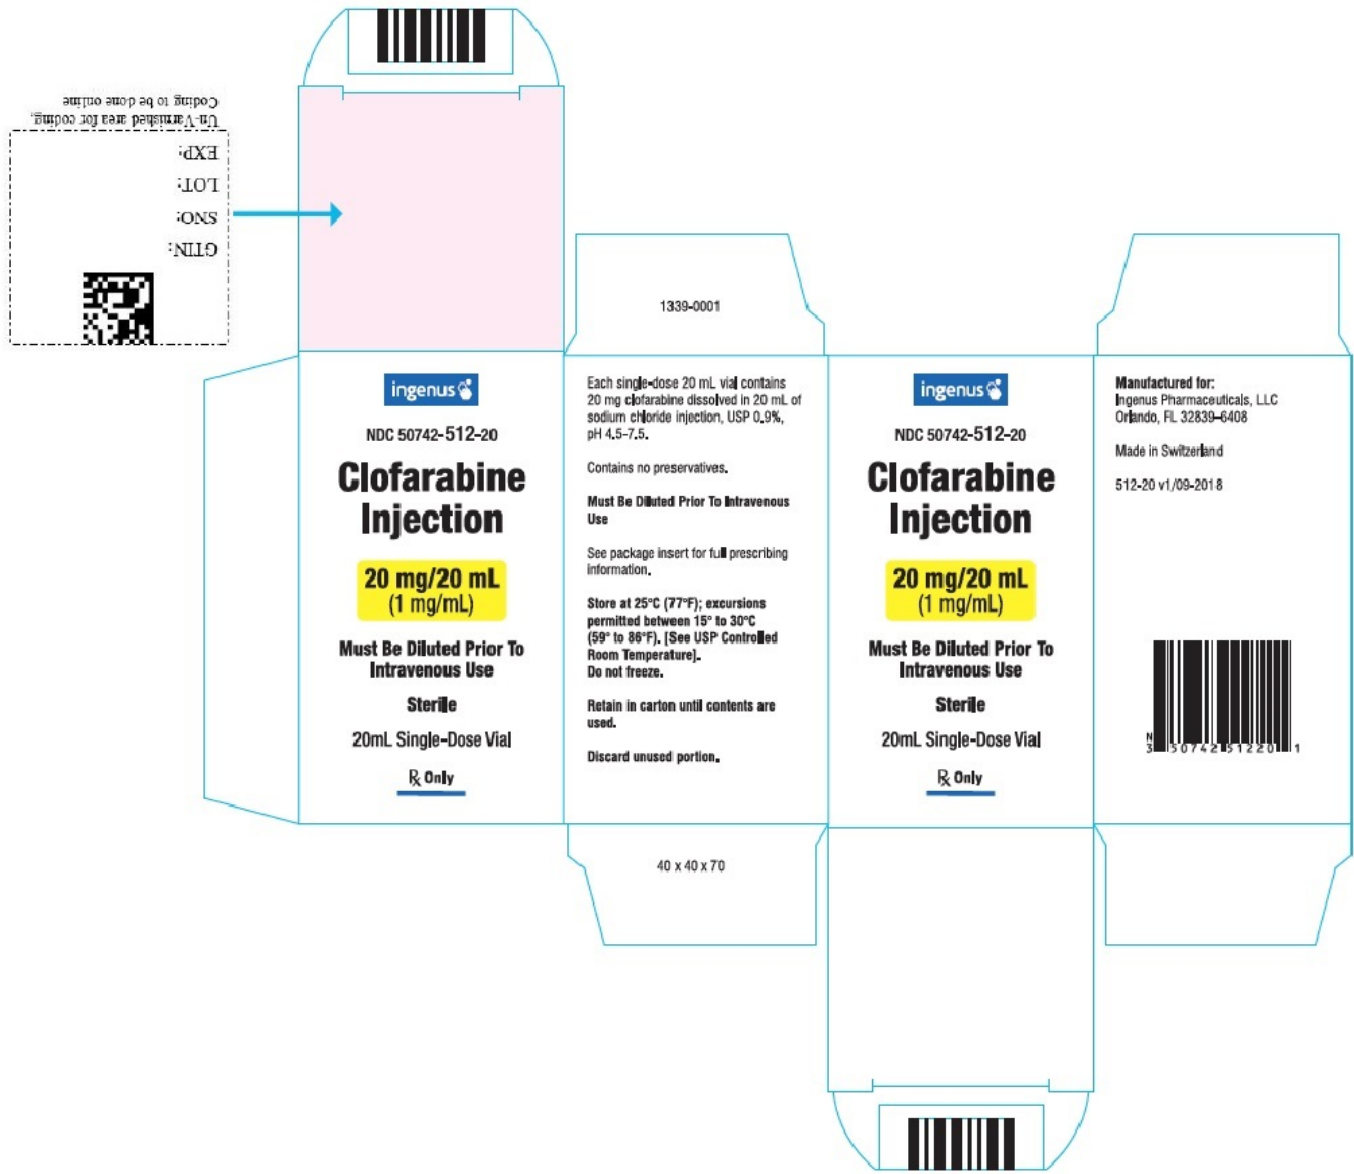 Un-Varnished area for coding,
Coding to be done online
EXP:
LOT:
SNO:
GTIN:
ingenus
NDC 50742-512-20
Clofarabine
Injection
20 mg/20 mL
(1 mg/mL)
Must Be Diluted Prior To
Intravenous Use
Sterile
20mL Single-Dose Vial
Rx Only
1339-0001
Each single-dose 20 mL vial contains
20 mg clofarabine dissolved in 20 mL of
sodium chloride injection, USP 0.9%,
pH 4.5-7.5.
Contains no preservatives.
Must Be Diluted Prior To Intravenous
Use
See package insert for full prescribing
information.
Store at 25°C (77°F); excursions
permitted between 15° to 30°C
(59° to 86°F). [See USP Controlled
Room Temperature].
Do not freeze.
Retain in carton until contents are
used.
Discard unused portion.
40 x 40 x 70
ingenus
NDC 50742-512-20
Clofarabine
Injection
20 mg/20 mL
(1 mg/mL)
Must Be Diluted Prior To
Intravenous Use
Sterile
20mL Single-Dose Vial
Rx Only
Manufactured for:
Ingenus Pharmaceuticals, LLC
Orlando, FL 32839-6408
Made in Switzerland
512-20 v1/09-2018
N
3 50742 51220 1